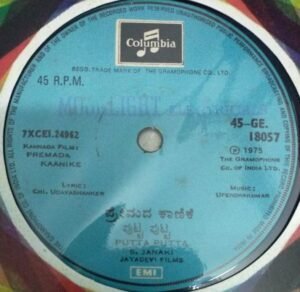 Columbia
REGD. TRADE MARK OF THE GRAMOPHONE CO., LTD.
45 R.P.M.
7XCEI.24062
KANNADA FILM:
PREMADA
KAANIKE
45-GE.
18057
Ⓟ 1975
THE GRAMOPHONE
CO. OF INDIA LTD.
LYRIC:
CHI. UDAYASHANKER
MUSIC:
UPENDRAKUMAR
ಪ್ರೇಮದ ಕಾಣಿಕೆ
ಪುಟ್ಟ ಪುಟ್ಟ
PUTTA PUTTA
S. JANAKI
JAYADEVI FILMS
EMI